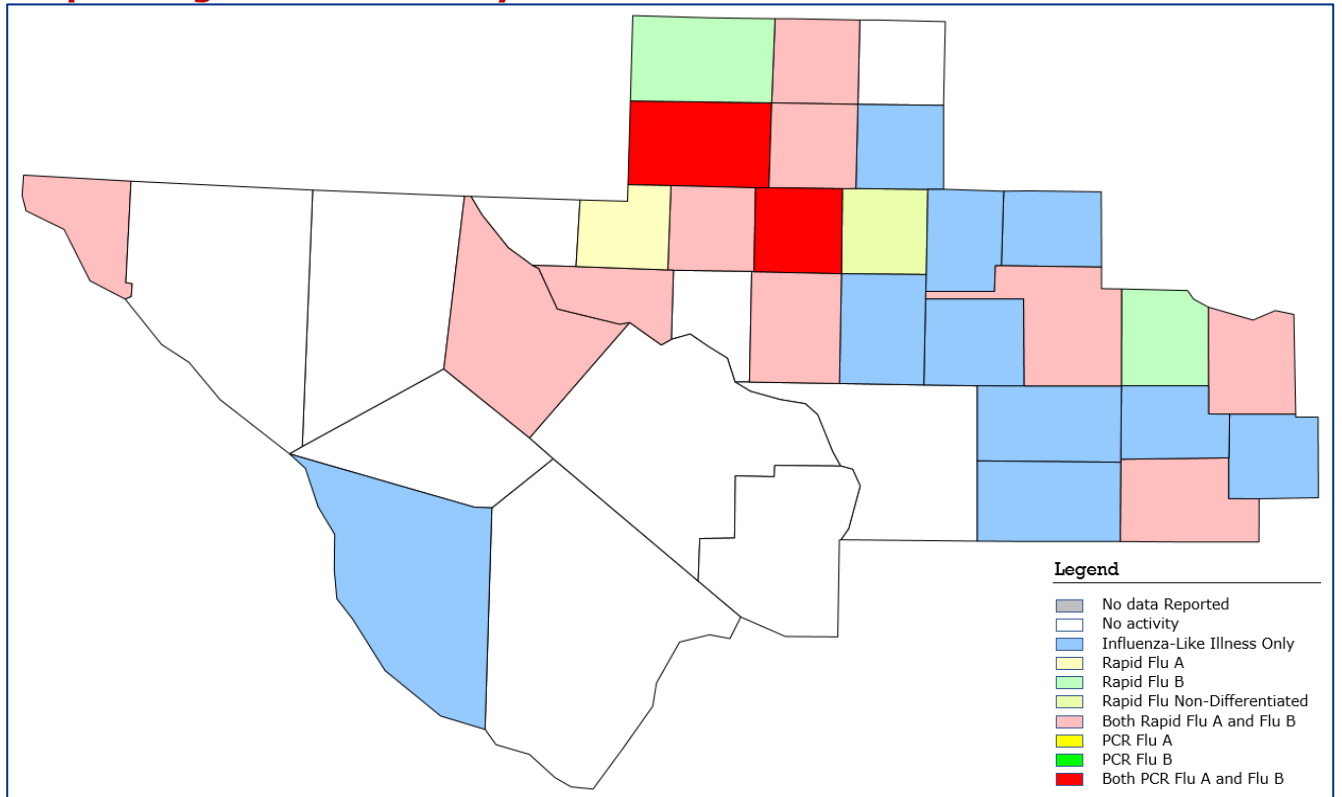 Legend
No data Reported
No activity
Influenza-Like Illness Only
Rapid Flu A
Rapid Flu B
Rapid Flu Non-Differentiated
Both Rapid Flu A and Flu B
PCR Flu A
PCR Flu B
Both PCR Flu A and Flu B